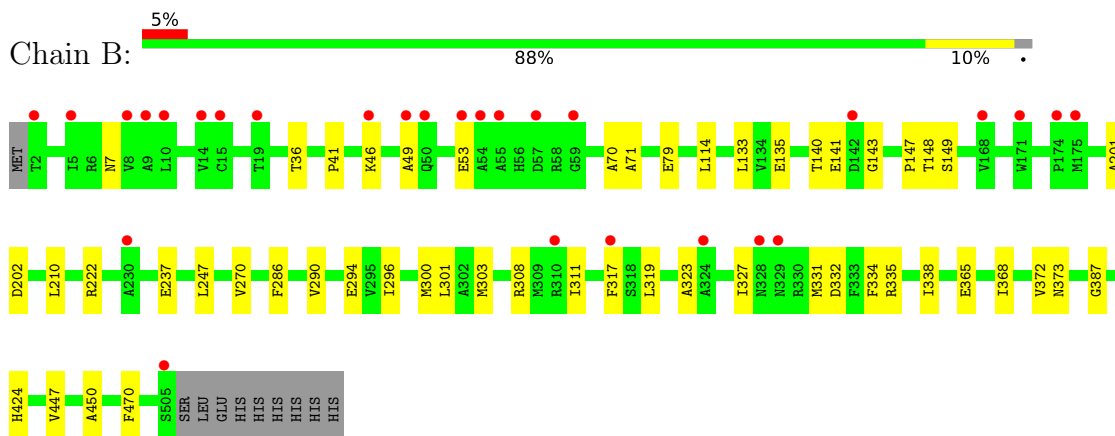 5%
Chain B:
88% 10% •
MET T2 I5 R6 N7 V8 A9 L10 V14 C15 T19 T36 P41 K46 A49 Q50 E53 A54 A55 H56 D57 R58 G59 A70 A71 E79 L114 L133 V134 E135 T140 E141 D142 G143 P147 T148 S149 V168 W171 P174 M175 A201
D202 L210 R222 A230 E237 L247 V270 F286 V290 E294 V295 I296 M300 L301 A302 M303 R308 M309 R310 I311 F317 S318 L319 A323 A324 I327 N328 N329 R330 M331 D332 F333 F334 R335 I338 E365 I368 V372 N373 G387
H424 V447 A450 F470 S505 SER LEU GLU HIS HIS HIS HIS HIS HIS